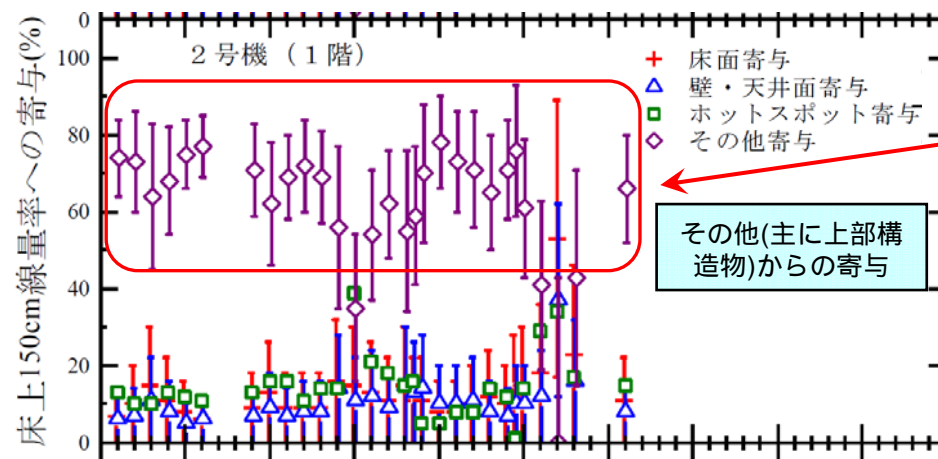 床上150cm線量率への寄与(%)
0
100
80
60
40
20
0
2号機（1階）
床面寄与
壁・天井面寄与
ホットスポット寄与
その他寄与
その他(主に上部構
造物)からの寄与